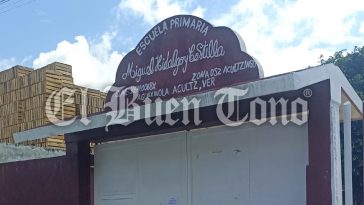 ESCUELA PRIMARIA
Miguel Hidalgo y Costilla
ZONA 052 ACULTZINGO
ACULTZ, VER
El Buen Tono®